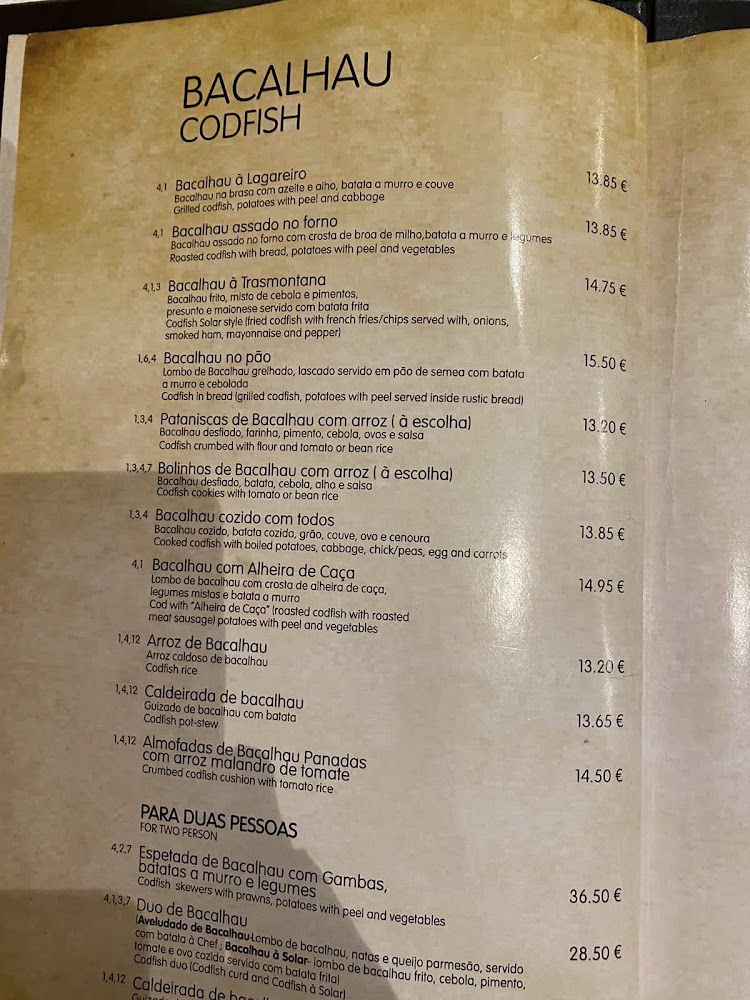 BACALHAU
CODFISH
4,1 Bacalhau à Lagareiro 13.85 €
Bacalhau na brasa com azeite e alho, batata a murro e couve
Grilled codfish, potatoes with peel and cabbage
4,1 Bacalhau assado no forno 13.85 €
Bacalhau assado no forno com crosta de broa de milho,batata a murro e legumes
Roasted codfish with bread, potatoes with peel and vegetables
4,1,3 Bacalhau à Trasmontana 14.75 €
Bacalhau frito, misto de cebola e pimentos,
presunto e maionese servido com batata frita
Codfish Solar style (fried codfish with french fries/chips served with, onions,
smoked ham, mayonnaise and pepper)
1,6,4 Bacalhau no pão 15.50 €
Lombo de Bacalhau grelhado, lascado servido em pão de semea com batata
a murro e cebolada
Codfish in bread (grilled codfish, potatoes with peel served inside rustic bread)
1,3,4 Pataniscas de Bacalhau com arroz ( à escolha) 13.20 €
Bacalhau desfiado, farinha, pimento, cebola, ovos e salsa
Codfish crumbed with flour and tomato or bean rice
1,3,4,7 Bolinhos de Bacalhau com arroz ( à escolha) 13.50 €
Bacalhau desfiado, batata, cebola, alho e salsa
Codfish cookies with tomato or bean rice
1,3,4 Bacalhau cozido com todos 13.85 €
Bacalhau cozido, batata cozida, grão, couve, ovo e cenoura
Cooked codfish with boiled potatoes, cabbage, chick/peas, egg and carrots
4,1 Bacalhau com Alheira de Caça 14.95 €
Lombo de bacalhau com crosta de alheira de caça,
legumes mistos e batata a murro
Cod with "Alheira de Caça" (roasted codfish with roasted
meat sausage) potatoes with peel and vegetables
1,4,12 Arroz de Bacalhau 13.20 €
Arroz caldoso de bacalhau
Codfish rice
1,4,12 Caldeirada de bacalhau 13.65 €
Guizado de bacalhau com batata
Codfish pot-stew
1,4,12 Almofadas de Bacalhau Panadas
com arroz malandro de tomate 14.50 €
Crumbed codfish cushion with tomato rice
PARA DUAS PESSOAS
FOR TWO PERSON
4,2,7 Espetada de Bacalhau com Gambas,
batatas a murro e legumes 36.50 €
Codfish skewers with prawns, potatoes with peel and vegetables
4,1,3,7 Duo de Bacalhau 28.50 €
(Aveludado de Bacalhau-Lombo de bacalhau, natas e queijo parmesão, servido
com batata à Chef ; Bacalhau à Solar- lombo de bacalhau frito, cebola, pimento,
tomate e ovo cozido servido com batata frita)
Codfish duo (Codfish curd and Codfish à Solar)
1,4,12 Caldeirada de